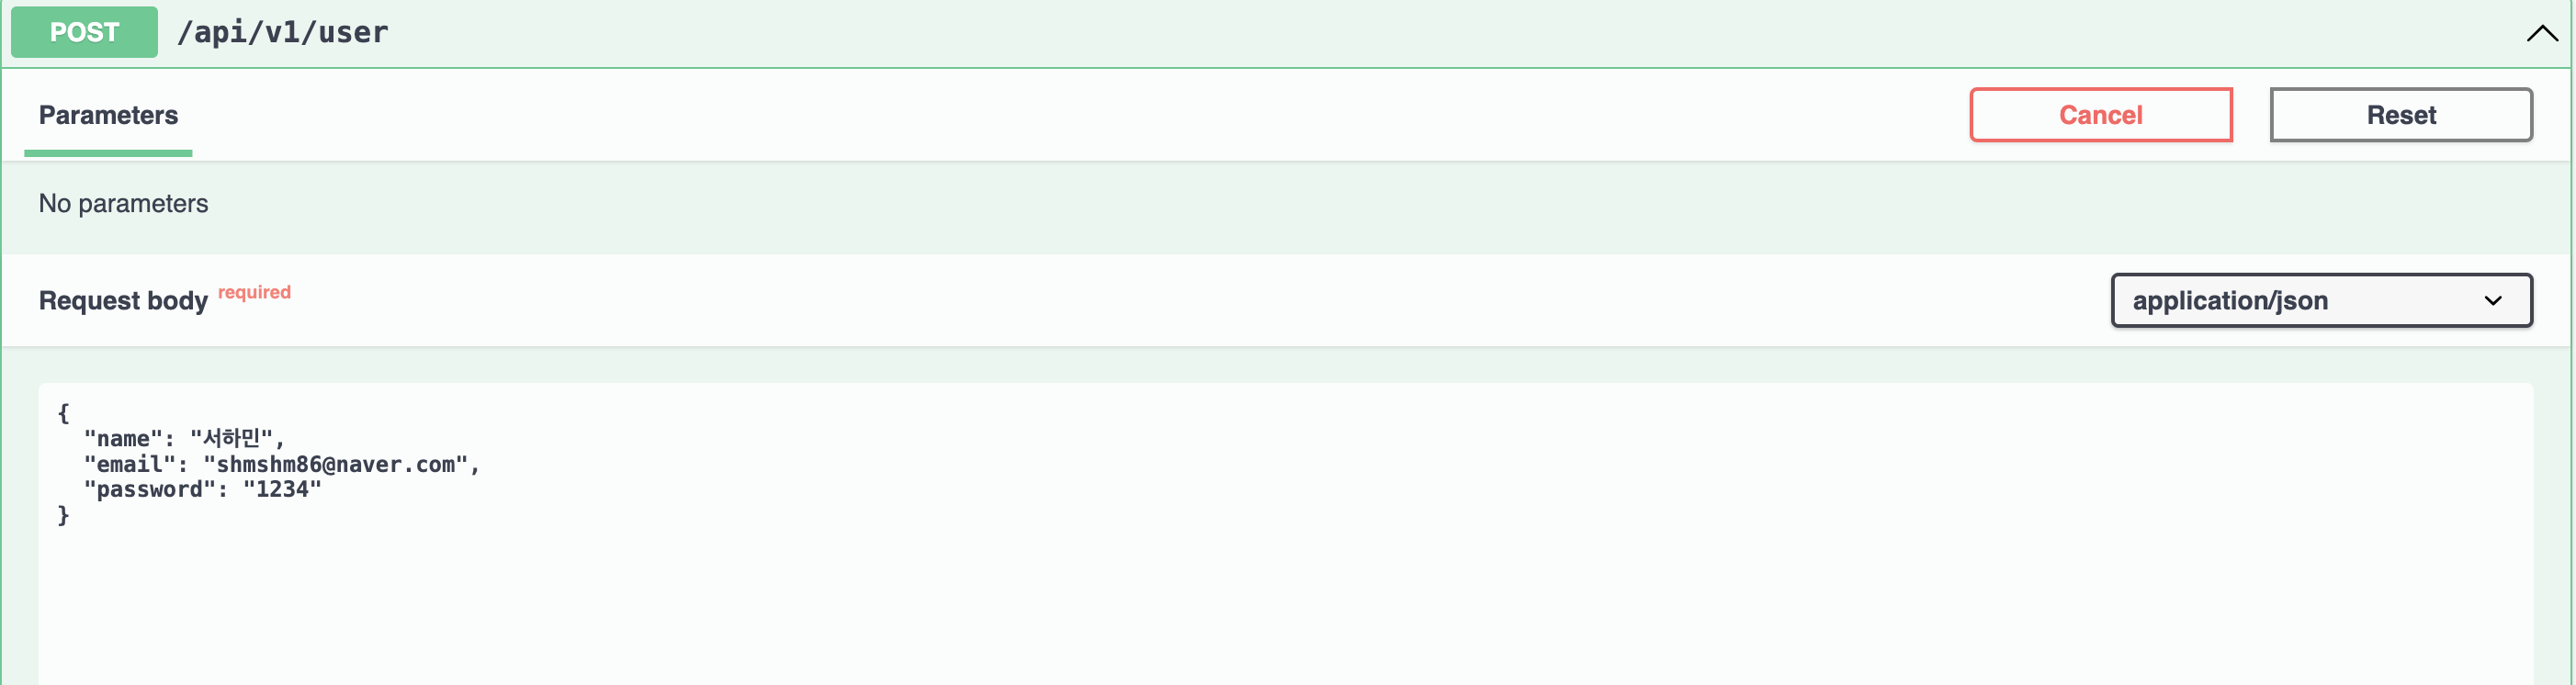 POST /api/v1/user
Parameters
Cancel
Reset
No parameters
Request body required
application/json
{
  "name": "서하민",
  "email": "shmshm86@naver.com",
  "password": "1234"
}